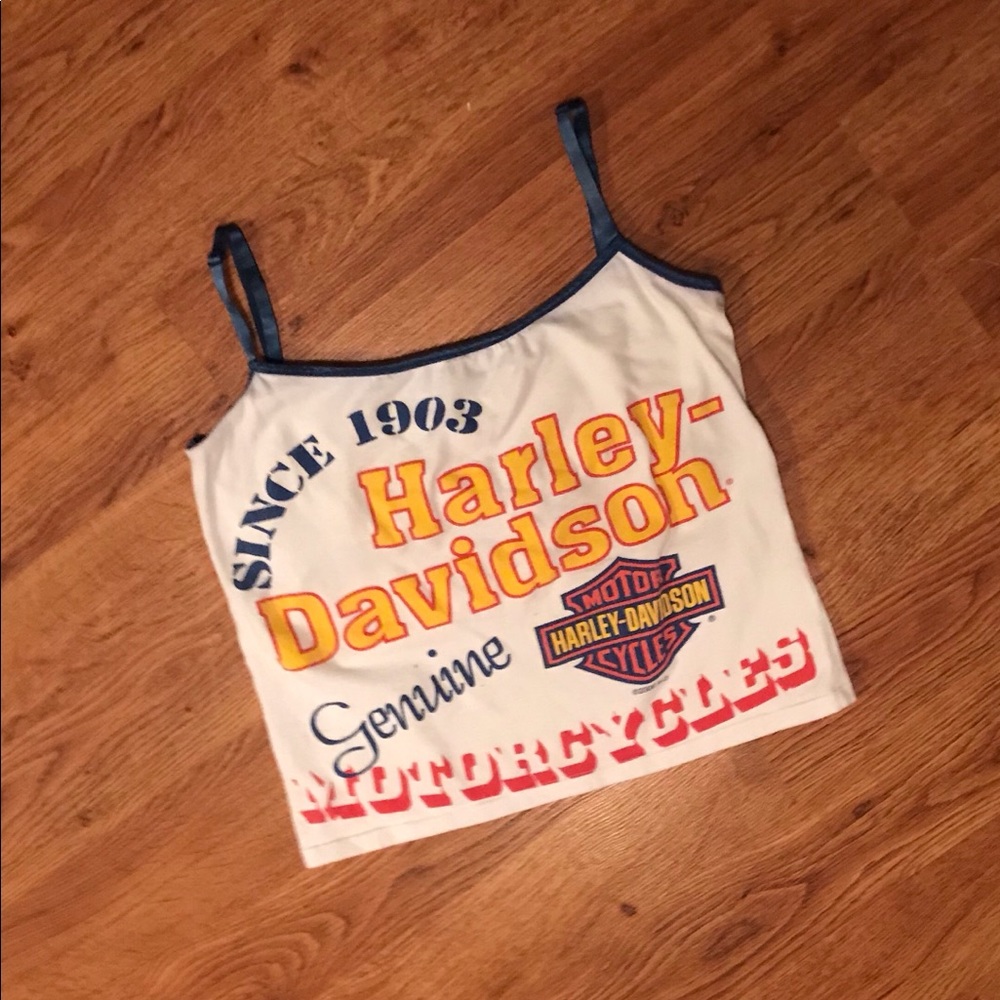 SINCE 1903
Harley-
Davidson®
Genuine
MOTOR
HARLEY-DAVIDSON
CYCLES
®
MOTORCYCLES